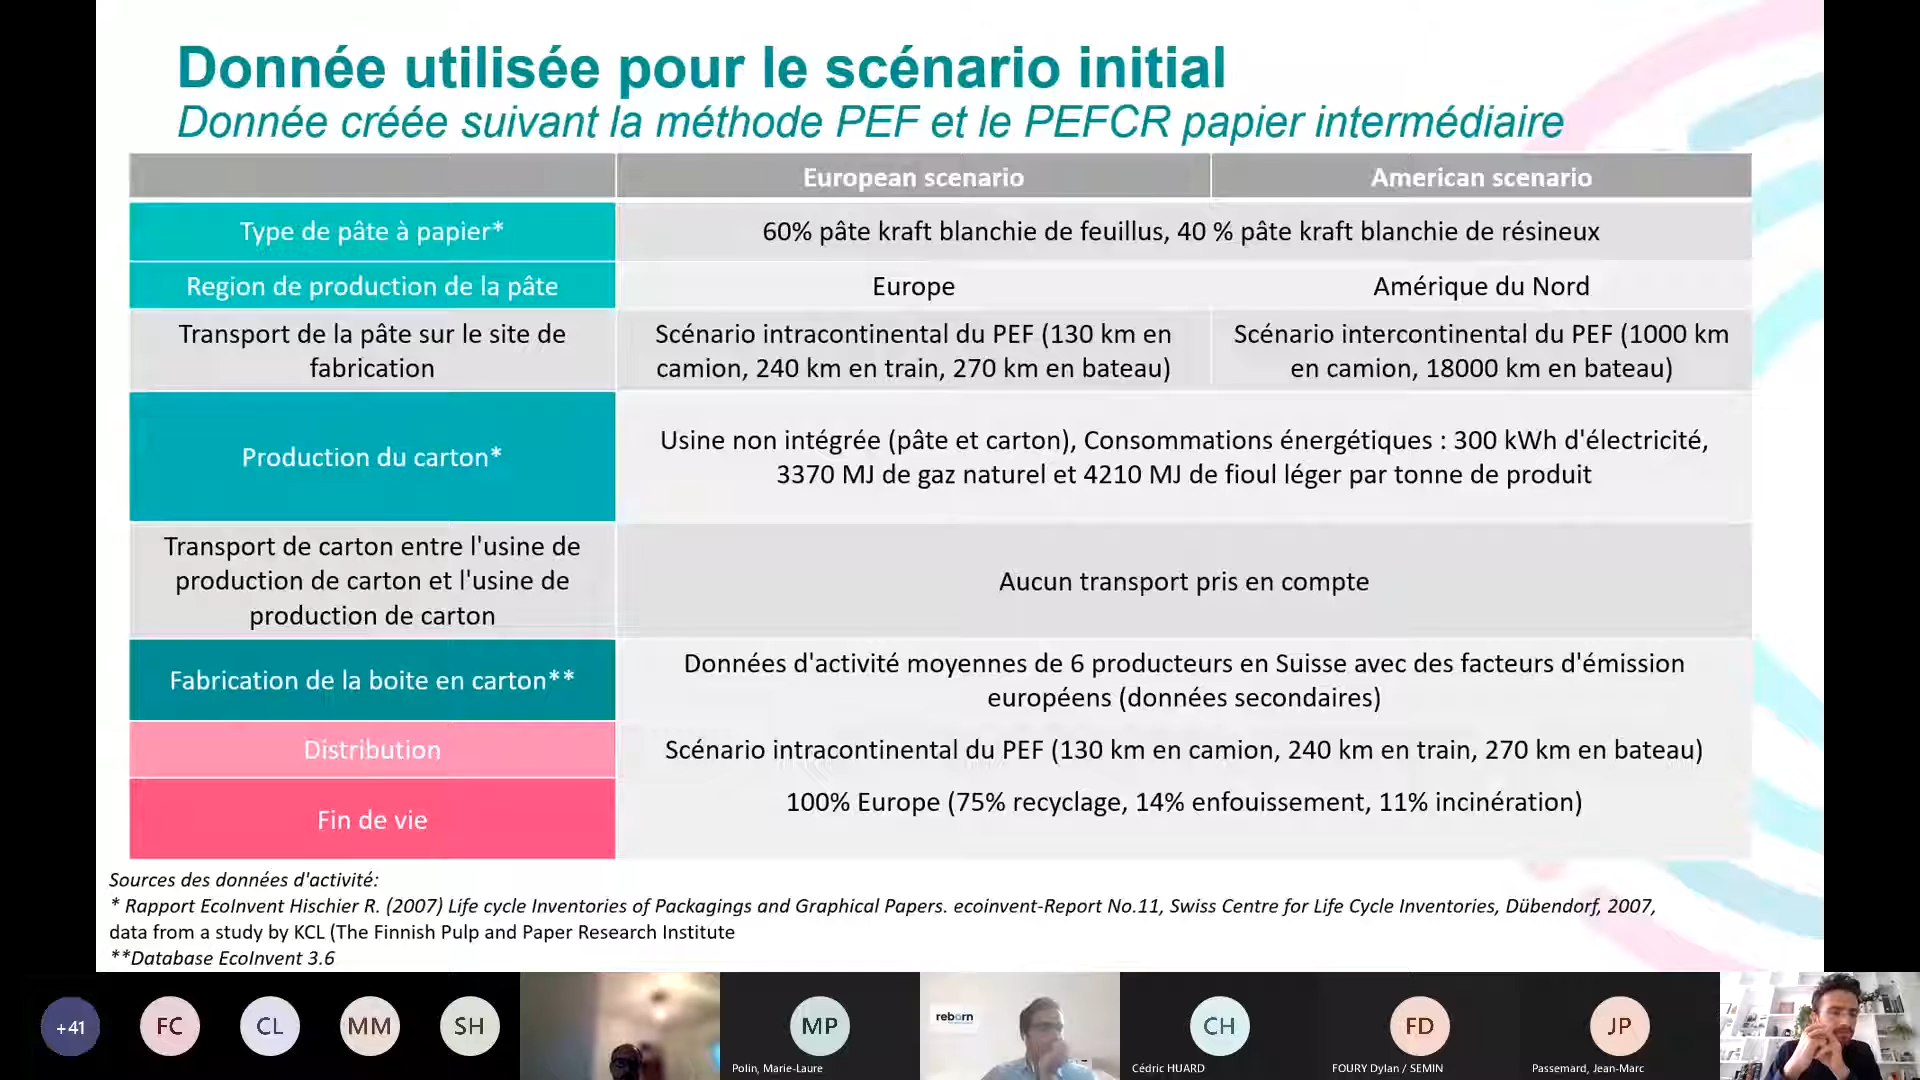 Donnée utilisée pour le scénario initial
Donnée créée suivant la méthode PEF et le PEFCR papier intermédiaire
European scenario
American scenario
Type de pâte à papier*
60% pâte kraft blanchie de feuillus, 40 % pâte kraft blanchie de résineux
Region de production de la pâte
Europe
Amérique du Nord
Transport de la pâte sur le site de
fabrication
Scénario intracontinental du PEF (130 km en
camion, 240 km en train, 270 km en bateau)
Scénario intercontinental du PEF (1000 km
en camion, 18000 km en bateau)
Production du carton*
Usine non intégrée (pâte et carton), Consommations énergétiques : 300 kWh d'électricité,
3370 MJ de gaz naturel et 4210 MJ de fioul léger par tonne de produit
Transport de carton entre l'usine de
production de carton et l'usine de
production de carton
Aucun transport pris en compte
Fabrication de la boite en carton**
Données d'activité moyennes de 6 producteurs en Suisse avec des facteurs d'émission
européens (données secondaires)
Distribution
Scénario intracontinental du PEF (130 km en camion, 240 km en train, 270 km en bateau)
Fin de vie
100% Europe (75% recyclage, 14% enfouissement, 11% incinération)
Sources des données d'activité:
* Rapport EcoInvent Hischier R. (2007) Life cycle Inventories of Packagings and Graphical Papers. ecoinvent-Report No.11, Swiss Centre for Life Cycle Inventories, Dübendorf, 2007,
data from a study by KCL (The Finnish Pulp and Paper Research Institute
**Database EcoInvent 3.6
+41
FC
CL
MM
SH
MP
Polin, Marie-Laure
reborn
CH
Cédric HUARD
FD
FOURY Dylan / SEMIN
JP
Passemard, Jean-Marc